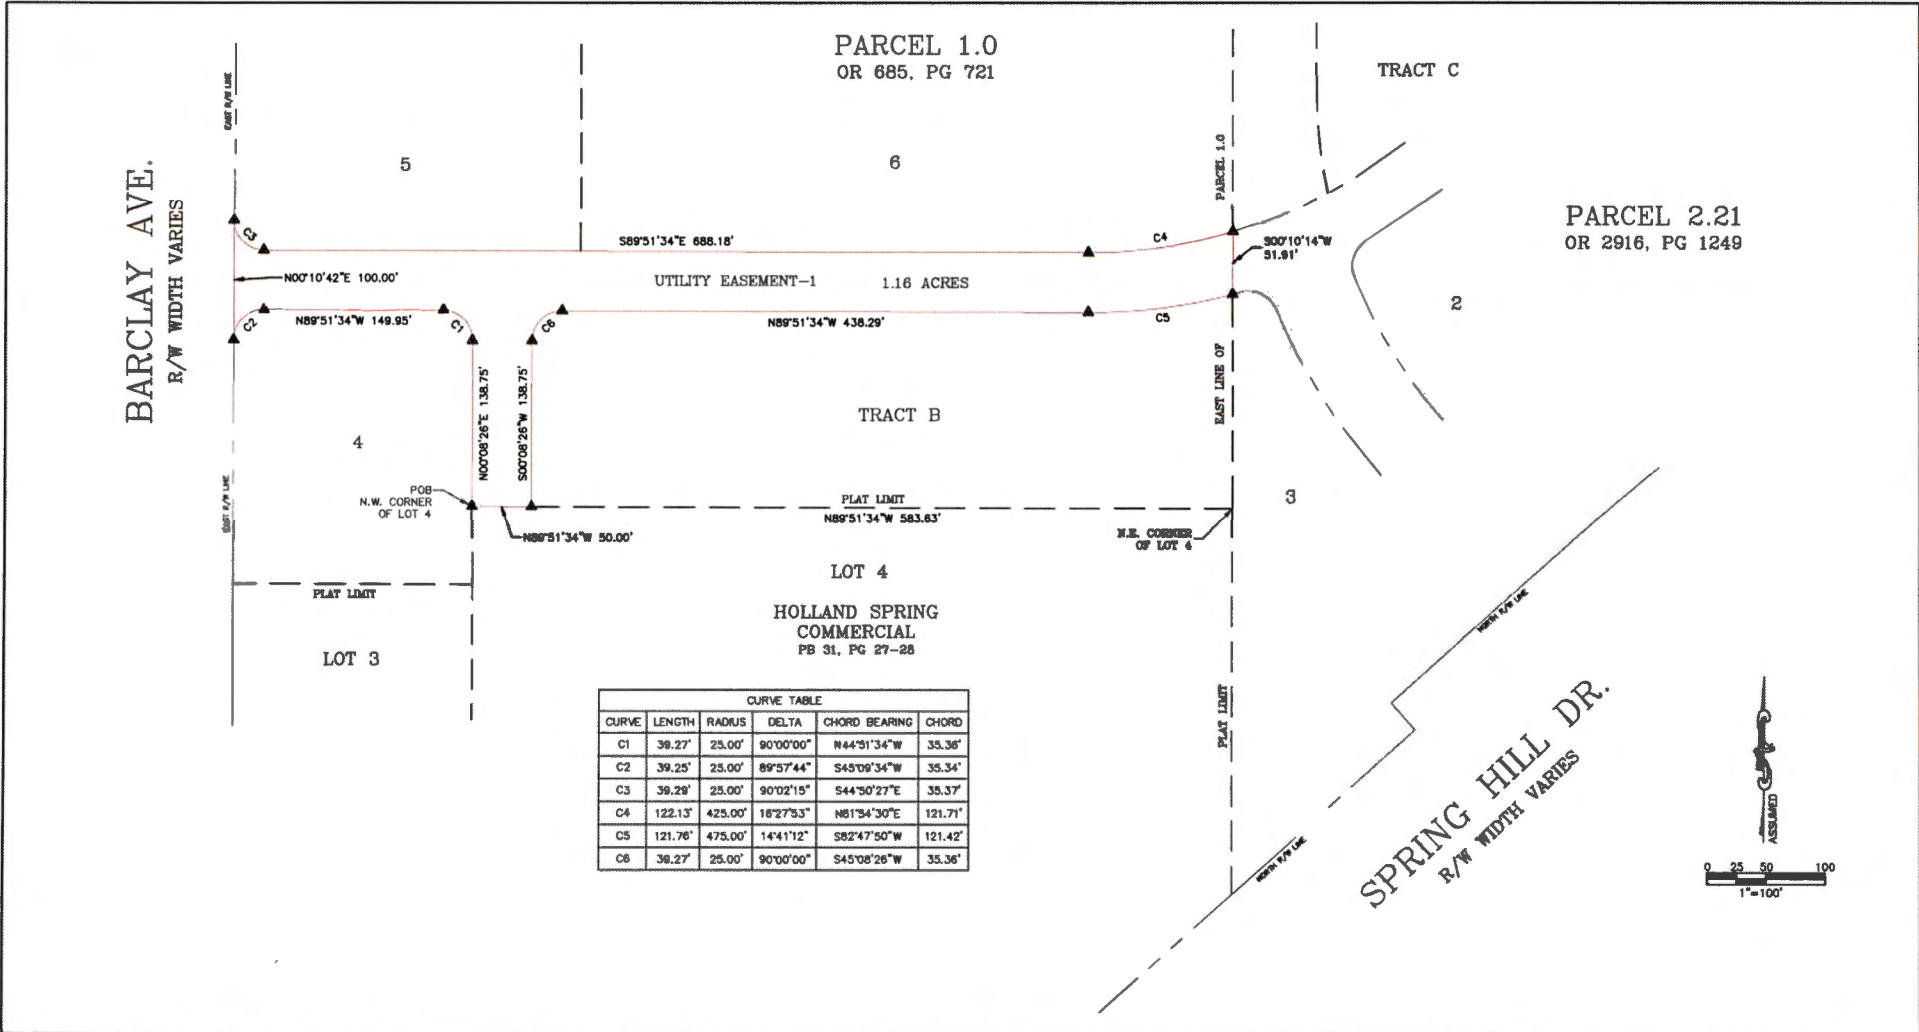 PARCEL 1.0
OR 685, PG 721
TRACT C
EAST R/W LINE
BARCLAY AVE.
R/W WIDTH VARIES
5
6
PARCEL 1.0
PARCEL 2.21
OR 2916, PG 1249
C3
S89°51'34"E 688.18'
C4
S00°10'14"W
51.91'
N00°10'42"E 100.00'
UTILITY EASEMENT-1 1.16 ACRES
2
C2
N89°51'34"W 149.95'
C1
C6
N89°51'34"W 438.29'
C5
N00°08'26"E 138.75'
S00°08'26"W 138.75'
EAST LINE OF
TRACT B
4
EAST R/W LINE
POB
N.W. CORNER
OF LOT 4
PLAT LIMIT
N89°51'34"W 583.63'
3
N89°51'34"W 50.00'
N.E. CORNER
OF LOT 4
LOT 4
PLAT LIMIT
HOLLAND SPRING
COMMERCIAL
PB 31, PG 27-28
NORTH R/W LINE
LOT 3
PLAT LIMIT
CURVE TABLE
CURVE LENGTH RADIUS DELTA CHORD BEARING CHORD
C1 39.27' 25.00' 90°00'00" N44°51'34"W 35.36'
C2 39.25' 25.00' 89°57'44" S45°09'34"W 35.34'
C3 39.29' 25.00' 90°02'15" S44°50'27"E 35.37'
C4 122.13' 425.00' 16°27'53" N81°54'30"E 121.71'
C5 121.76' 475.00' 14°41'12" S82°47'50"W 121.42'
C6 39.27' 25.00' 90°00'00" S45°08'26"W 35.36'
SPRING HILL DR.
R/W WIDTH VARIES
NORTH R/W LINE
ASSUMED
0 25 50 100
1"=100'